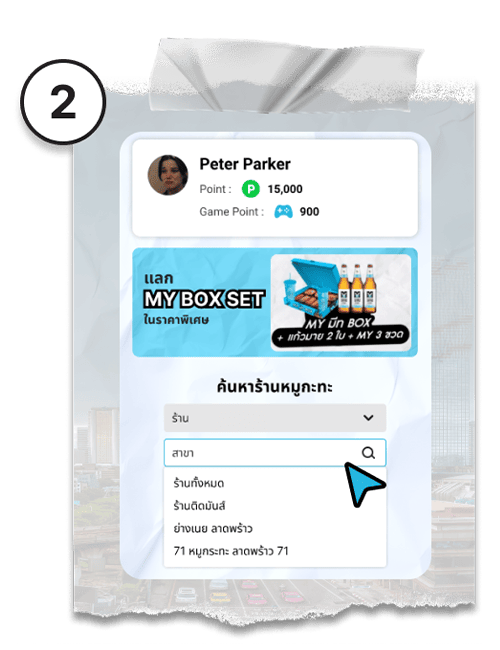 2
Peter Parker
Point : P 15,000
Game Point : 900
แลก
MY BOX SET
ในราคาพิเศษ
MY มีท BOX
+ แก้วมาย 2 ใบ + MY 3 ขวด
ค้นหาร้านหมูกะทะ
ร้าน
สาขา
ร้านทั้งหมด
ร้านติดมันส์
ย่างเนย ลาดพร้าว
71 หมูกระทะ ลาดพร้าว 71